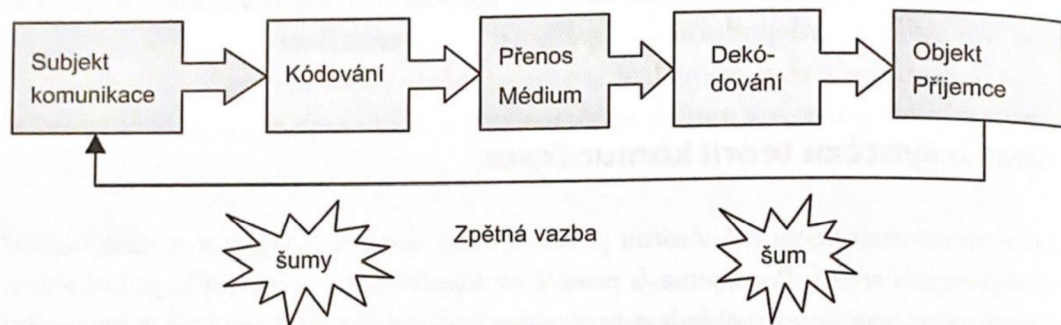 Subjekt
komunikace
Kódování
Přenos
Médium
Dekó-
dování
Objekt
Příjemce
Zpětná vazba
šumy
šum